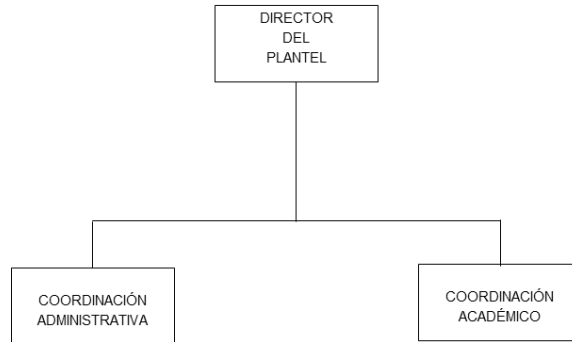 DIRECTOR
DEL
PLANTEL
COORDINACIÓN
ADMINISTRATIVA
COORDINACIÓN
ACADÉMICO